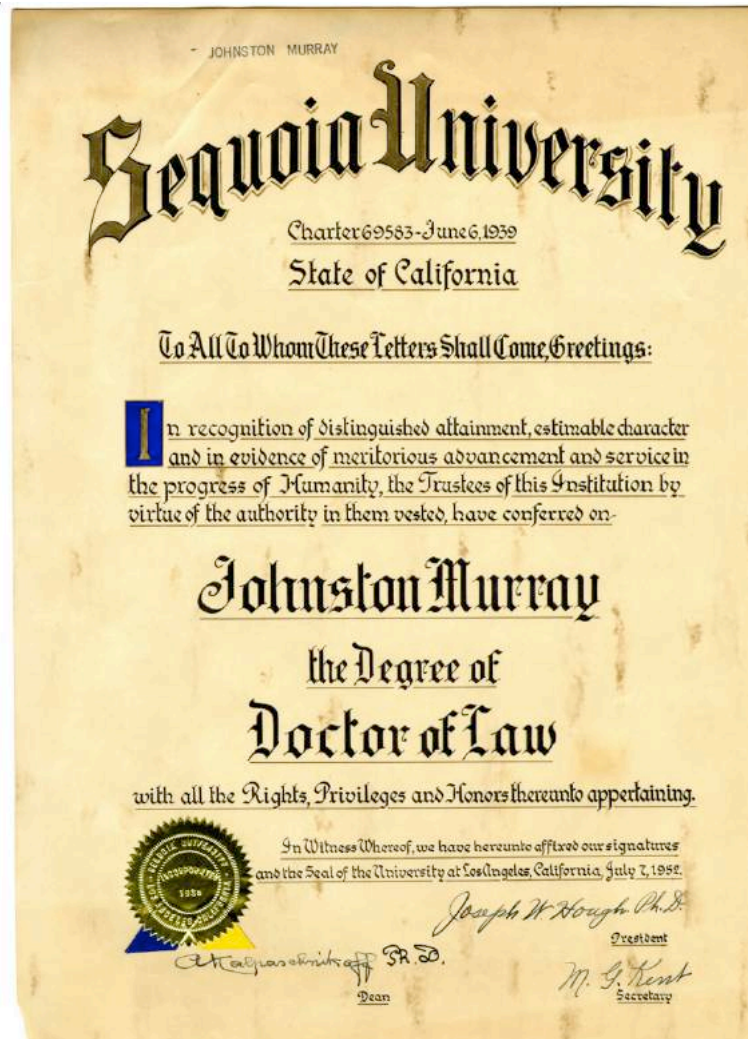 JOHNSTON MURRAY
Sequoia University
Charter 69583-June 6, 1939
State of California
To All To Whom These Letters Shall Come, Greetings:
In recognition of distinguished attainment, estimable character
and in evidence of meritorious advancement and service in
the progress of Humanity, the Trustees of this Institution by
virtue of the authority in them vested, have conferred on-
Johnston Murray
the Degree of
Doctor of Law
with all the Rights, Privileges and Honors thereunto appertaining.
In Witness Whereof, we have hereunto affixed our signatures
and the Seal of the University at Los Angeles, California, July 7, 1952.
SEQUOIA UNIVERSITY
INCORPORATED
LOS ANGELES
Joseph W Hough Ph.D.
President
Ph.D.
Dean
M. G. Kent
Secretary